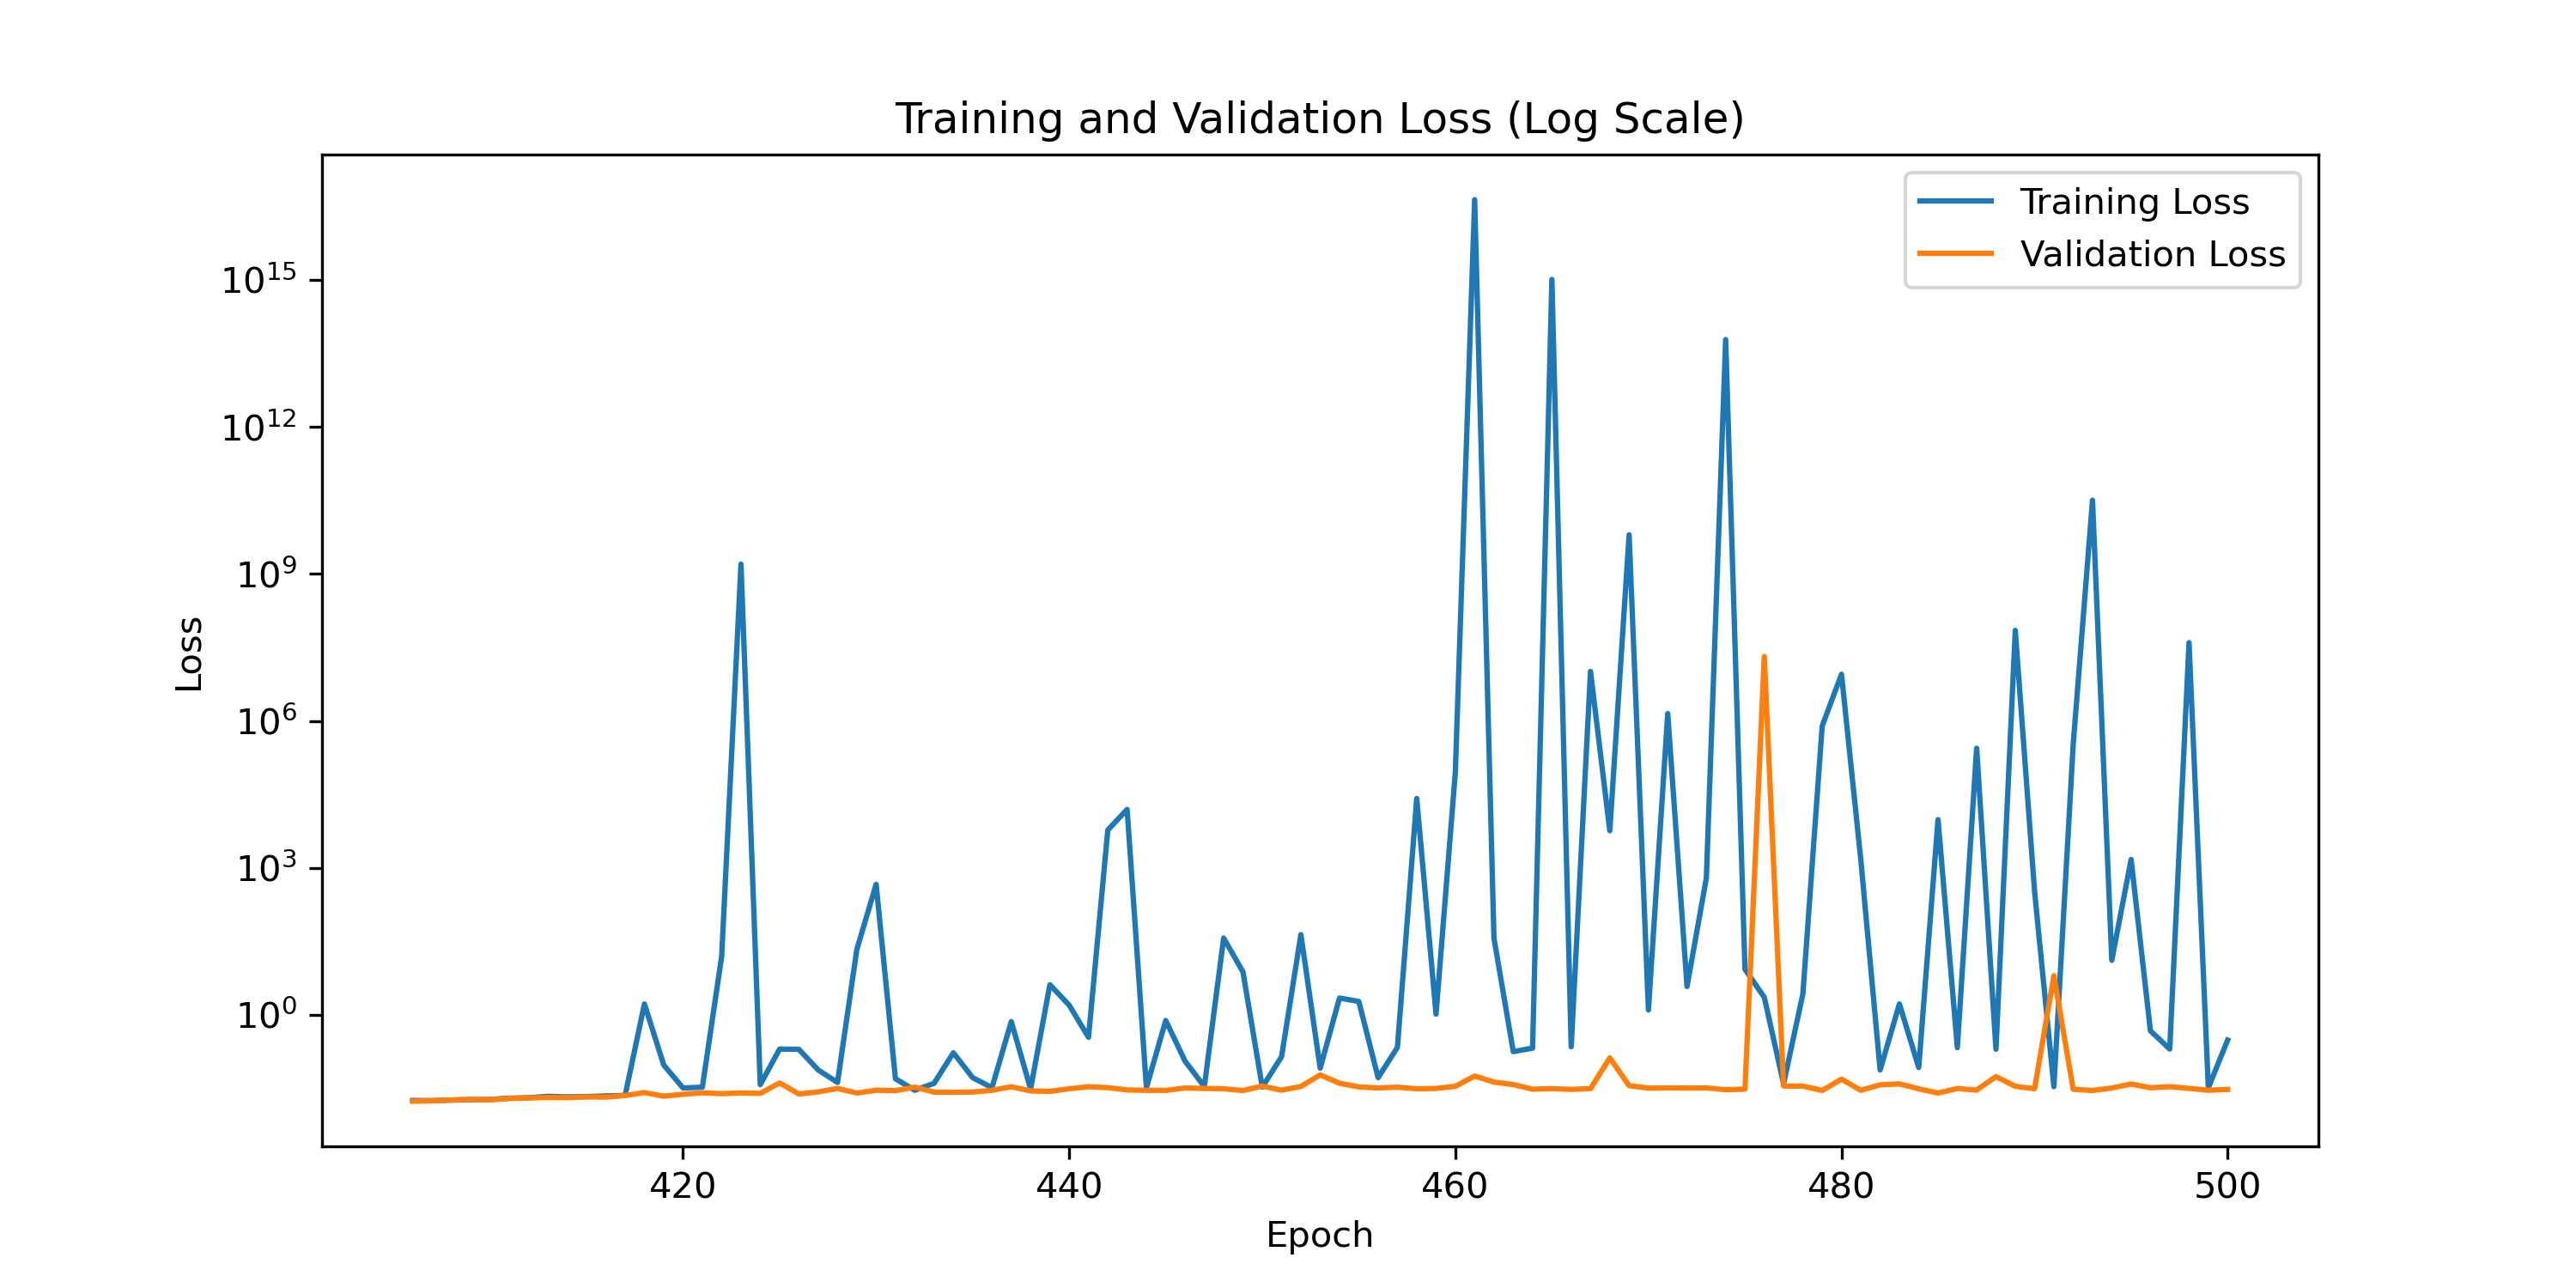 Training and Validation Loss (Log Scale)
Training Loss
Validation Loss
10¹⁵
10¹²
10⁹
10⁶
10³
10⁰
Loss
420 440 460 480 500
Epoch